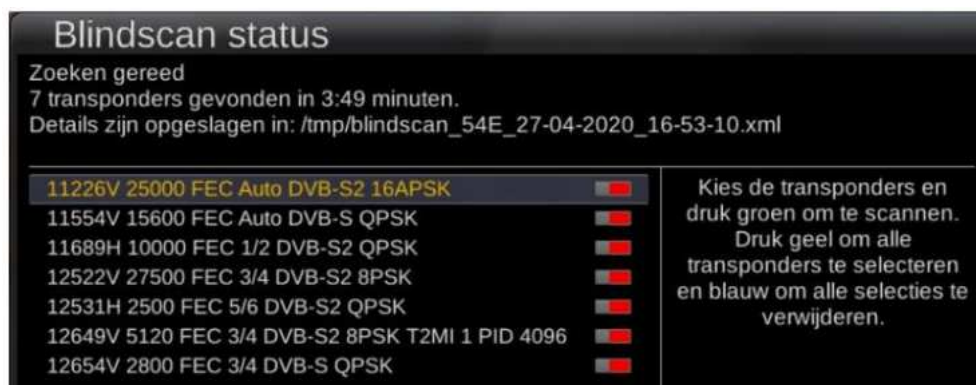 Blindscan status
Zoeken gereed
7 transponders gevonden in 3:49 minuten.
Details zijn opgeslagen in: /tmp/blindscan_54E_27-04-2020_16-53-10.xml
11226V 25000 FEC Auto DVB-S2 16APSK
11554V 15600 FEC Auto DVB-S QPSK
11689H 10000 FEC 1/2 DVB-S2 QPSK
12522V 27500 FEC 3/4 DVB-S2 8PSK
12531H 2500 FEC 5/6 DVB-S2 QPSK
12649V 5120 FEC 3/4 DVB-S2 8PSK T2MI 1 PID 4096
12654V 2800 FEC 3/4 DVB-S QPSK
Kies de transponders en
druk groen om te scannen.
Druk geel om alle
transponders te selecteren
en blauw om alle selecties te
verwijderen.